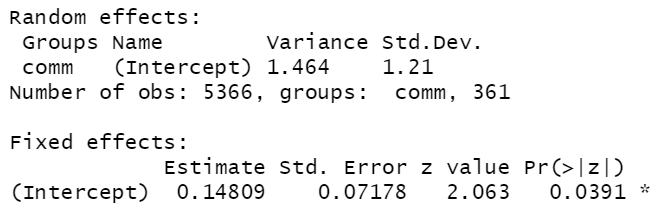 Random effects:
Groups Name Variance Std.Dev.
comm (Intercept) 1.464 1.21
Number of obs: 5366, groups: comm, 361
Fixed effects:
Estimate Std. Error z value Pr(>|z|)
(Intercept) 0.14809 0.07178 2.063 0.0391 *